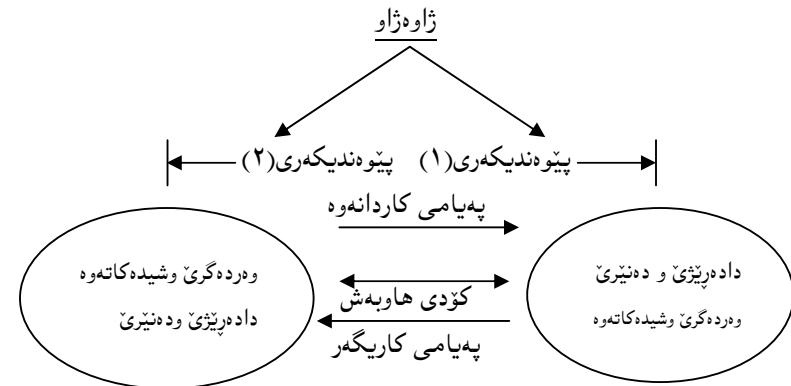 ژاوەژاو
پێوەندیکەری(١) پێوەندیکەری(٢)
پەیامی کاردانەوە
دادەڕێژێ و دەنێرێ
وەردەگرێ وشیدەکاتەوە
وەردەگرێ وشیدەکاتەوە
دادەڕێژێ ودەنێرێ
کۆدی هاوبەش
پەیامی کاریگەر